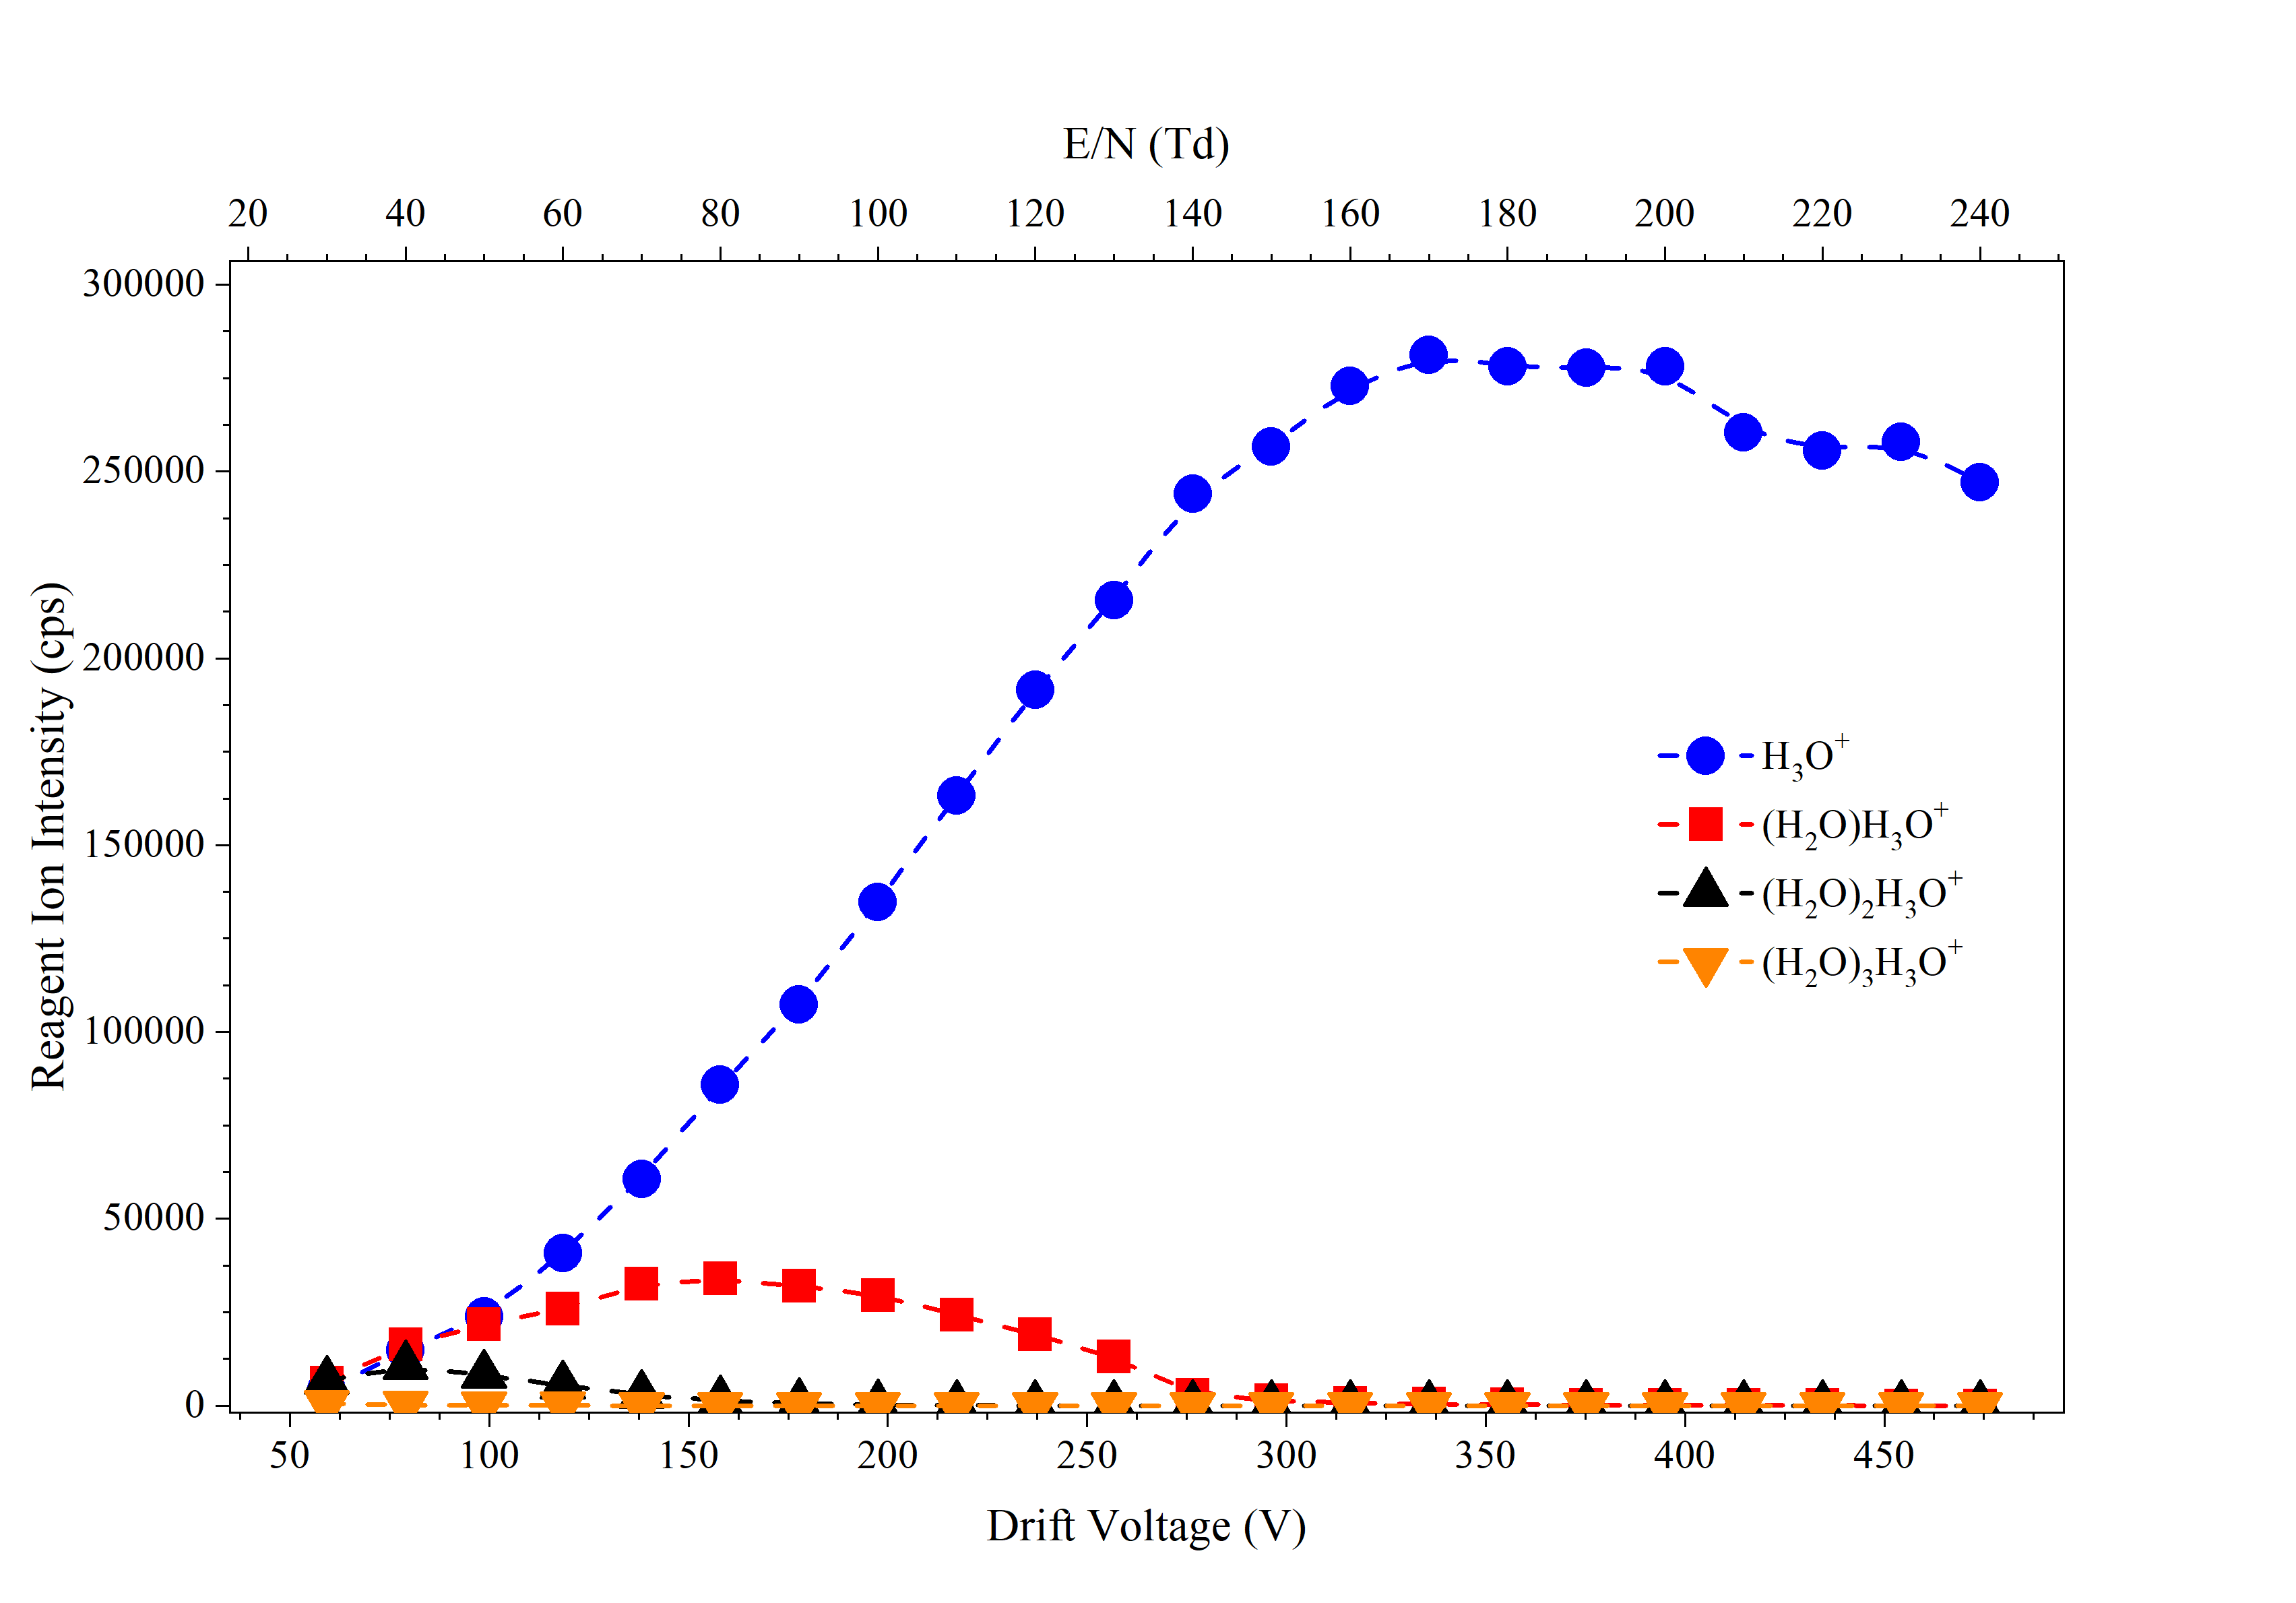 E/N (Td)
20 40 60 80 100 120 140 160 180 200 220 240
300000
250000
200000
150000
100000
50000
0
Reagent Ion Intensity (cps)
H₃O⁺
(H₂O)H₃O⁺
(H₂O)₂H₃O⁺
(H₂O)₃H₃O⁺
50 100 150 200 250 300 350 400 450
Drift Voltage (V)